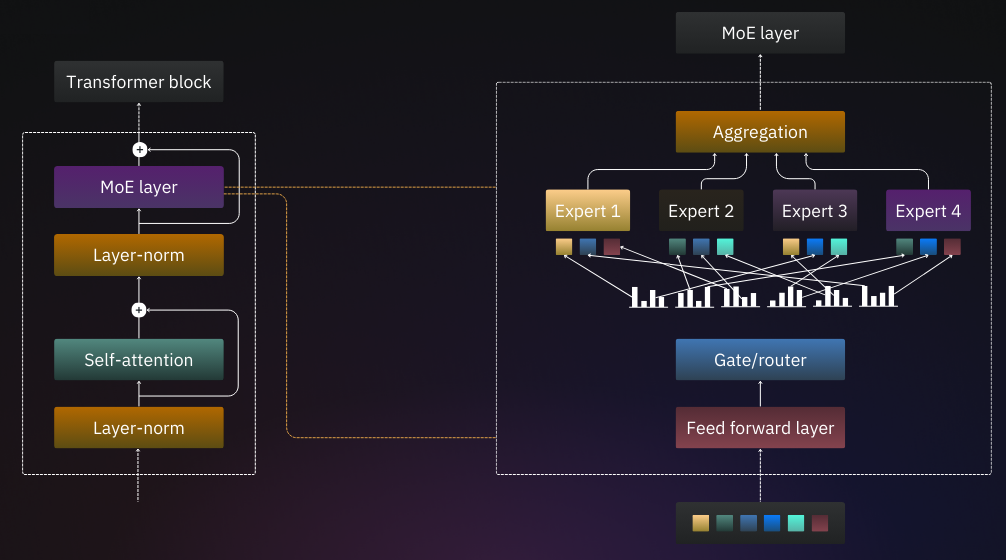 Transformer block
+
MoE layer
Layer-norm
+
Self-attention
Layer-norm
MoE layer
Aggregation
Expert 1
Expert 2
Expert 3
Expert 4
Gate/router
Feed forward layer